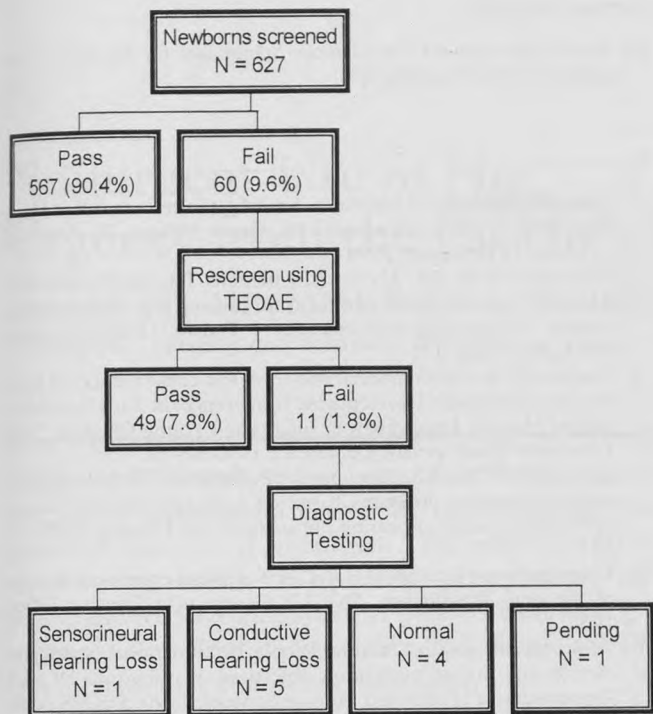 Newborns screened
N = 627
Pass
567 (90.4%)
Fail
60 (9.6%)
Rescreen using
TEOAE
Pass
49 (7.8%)
Fail
11 (1.8%)
Diagnostic
Testing
Sensorineural
Hearing Loss
N = 1
Conductive
Hearing Loss
N = 5
Normal
N = 4
Pending
N = 1